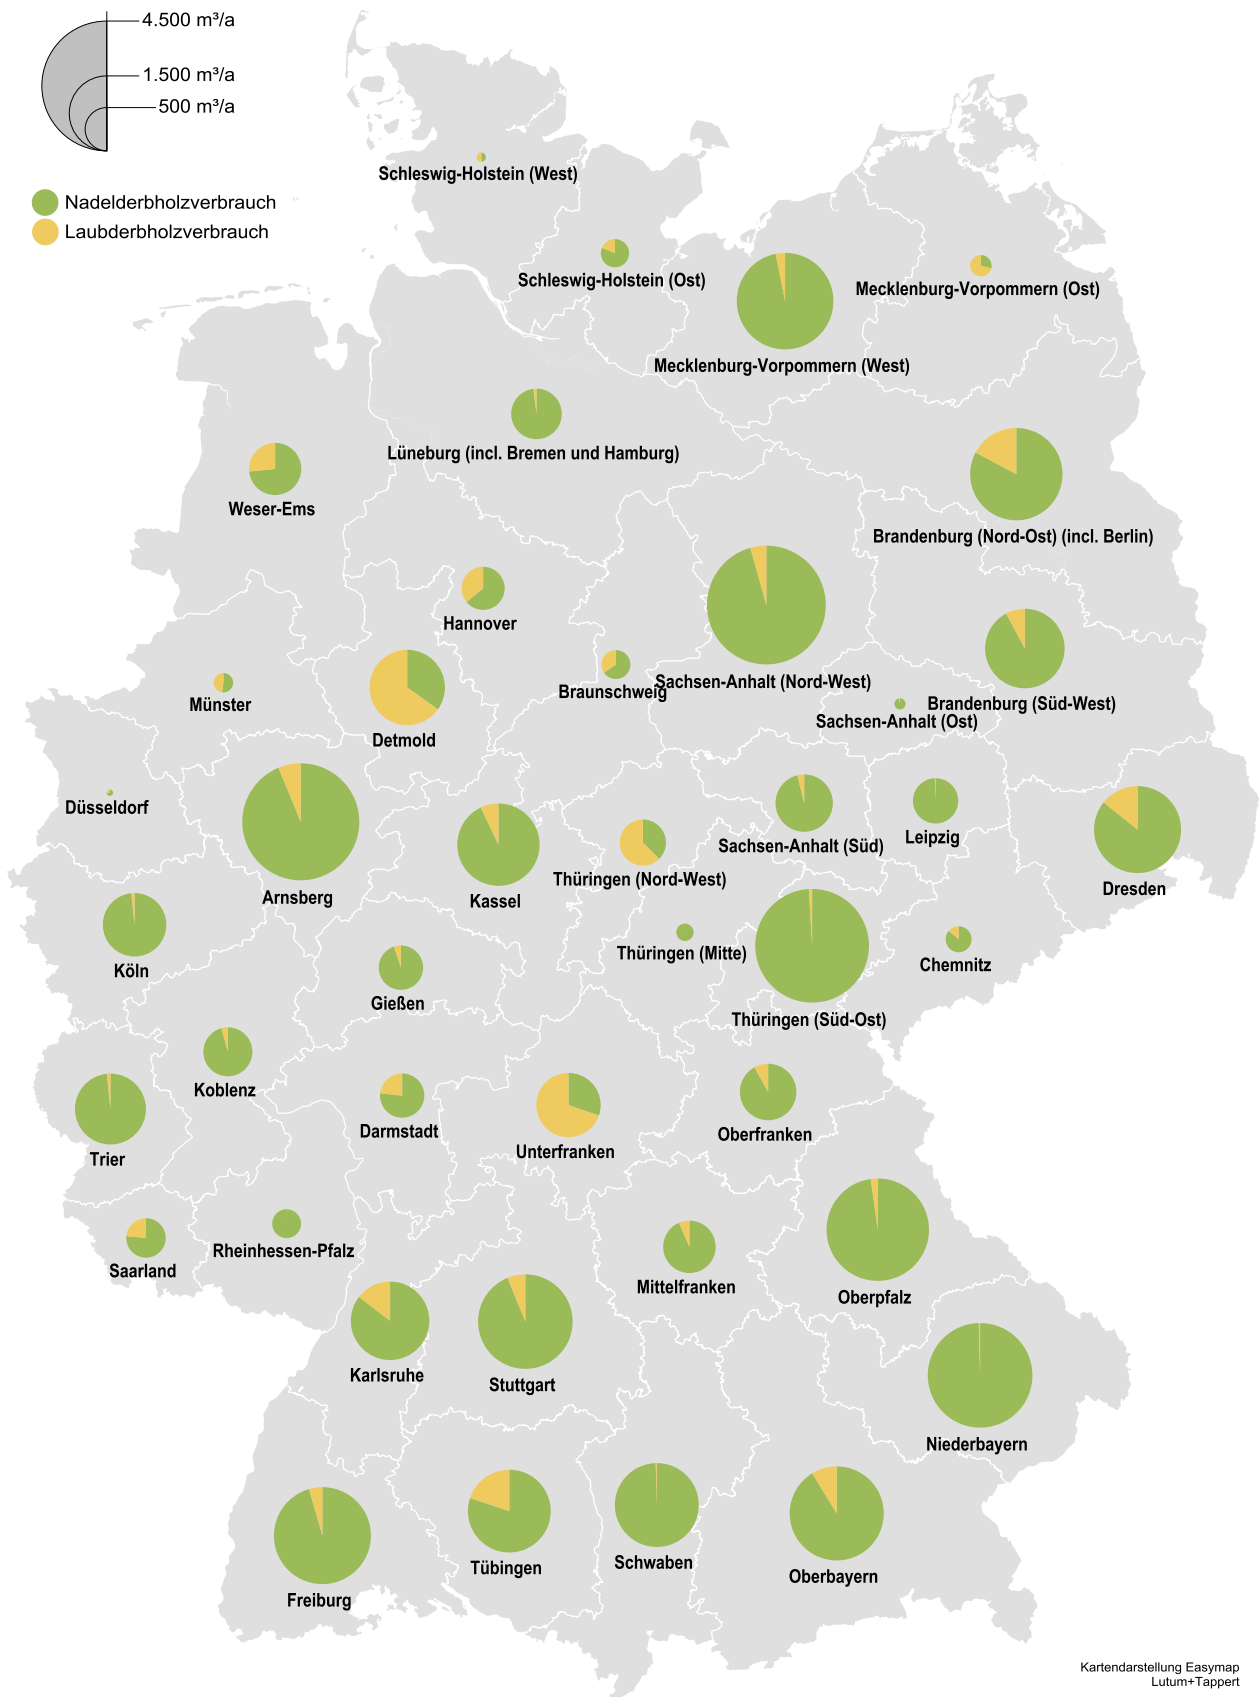 4.500 m³/a
1.500 m³/a
500 m³/a
Nadelderbholzverbrauch
Laubderbholzverbrauch
Schleswig-Holstein (West)
Schleswig-Holstein (Ost)
Mecklenburg-Vorpommern (Ost)
Mecklenburg-Vorpommern (West)
Lüneburg (incl. Bremen und Hamburg)
Weser-Ems
Brandenburg (Nord-Ost) (incl. Berlin)
Hannover
Braunschweig
Sachsen-Anhalt (Nord-West)
Münster
Brandenburg (Süd-West)
Sachsen-Anhalt (Ost)
Detmold
Düsseldorf
Leipzig
Sachsen-Anhalt (Süd)
Thüringen (Nord-West)
Dresden
Arnsberg
Kassel
Thüringen (Mitte)
Chemnitz
Köln
Gießen
Thüringen (Süd-Ost)
Koblenz
Darmstadt
Oberfranken
Unterfranken
Trier
Rheinhessen-Pfalz
Saarland
Mittelfranken
Oberpfalz
Karlsruhe
Stuttgart
Niederbayern
Schwaben
Tübingen
Oberbayern
Freiburg
Kartendarstellung Easymap
Lutum+Tappert